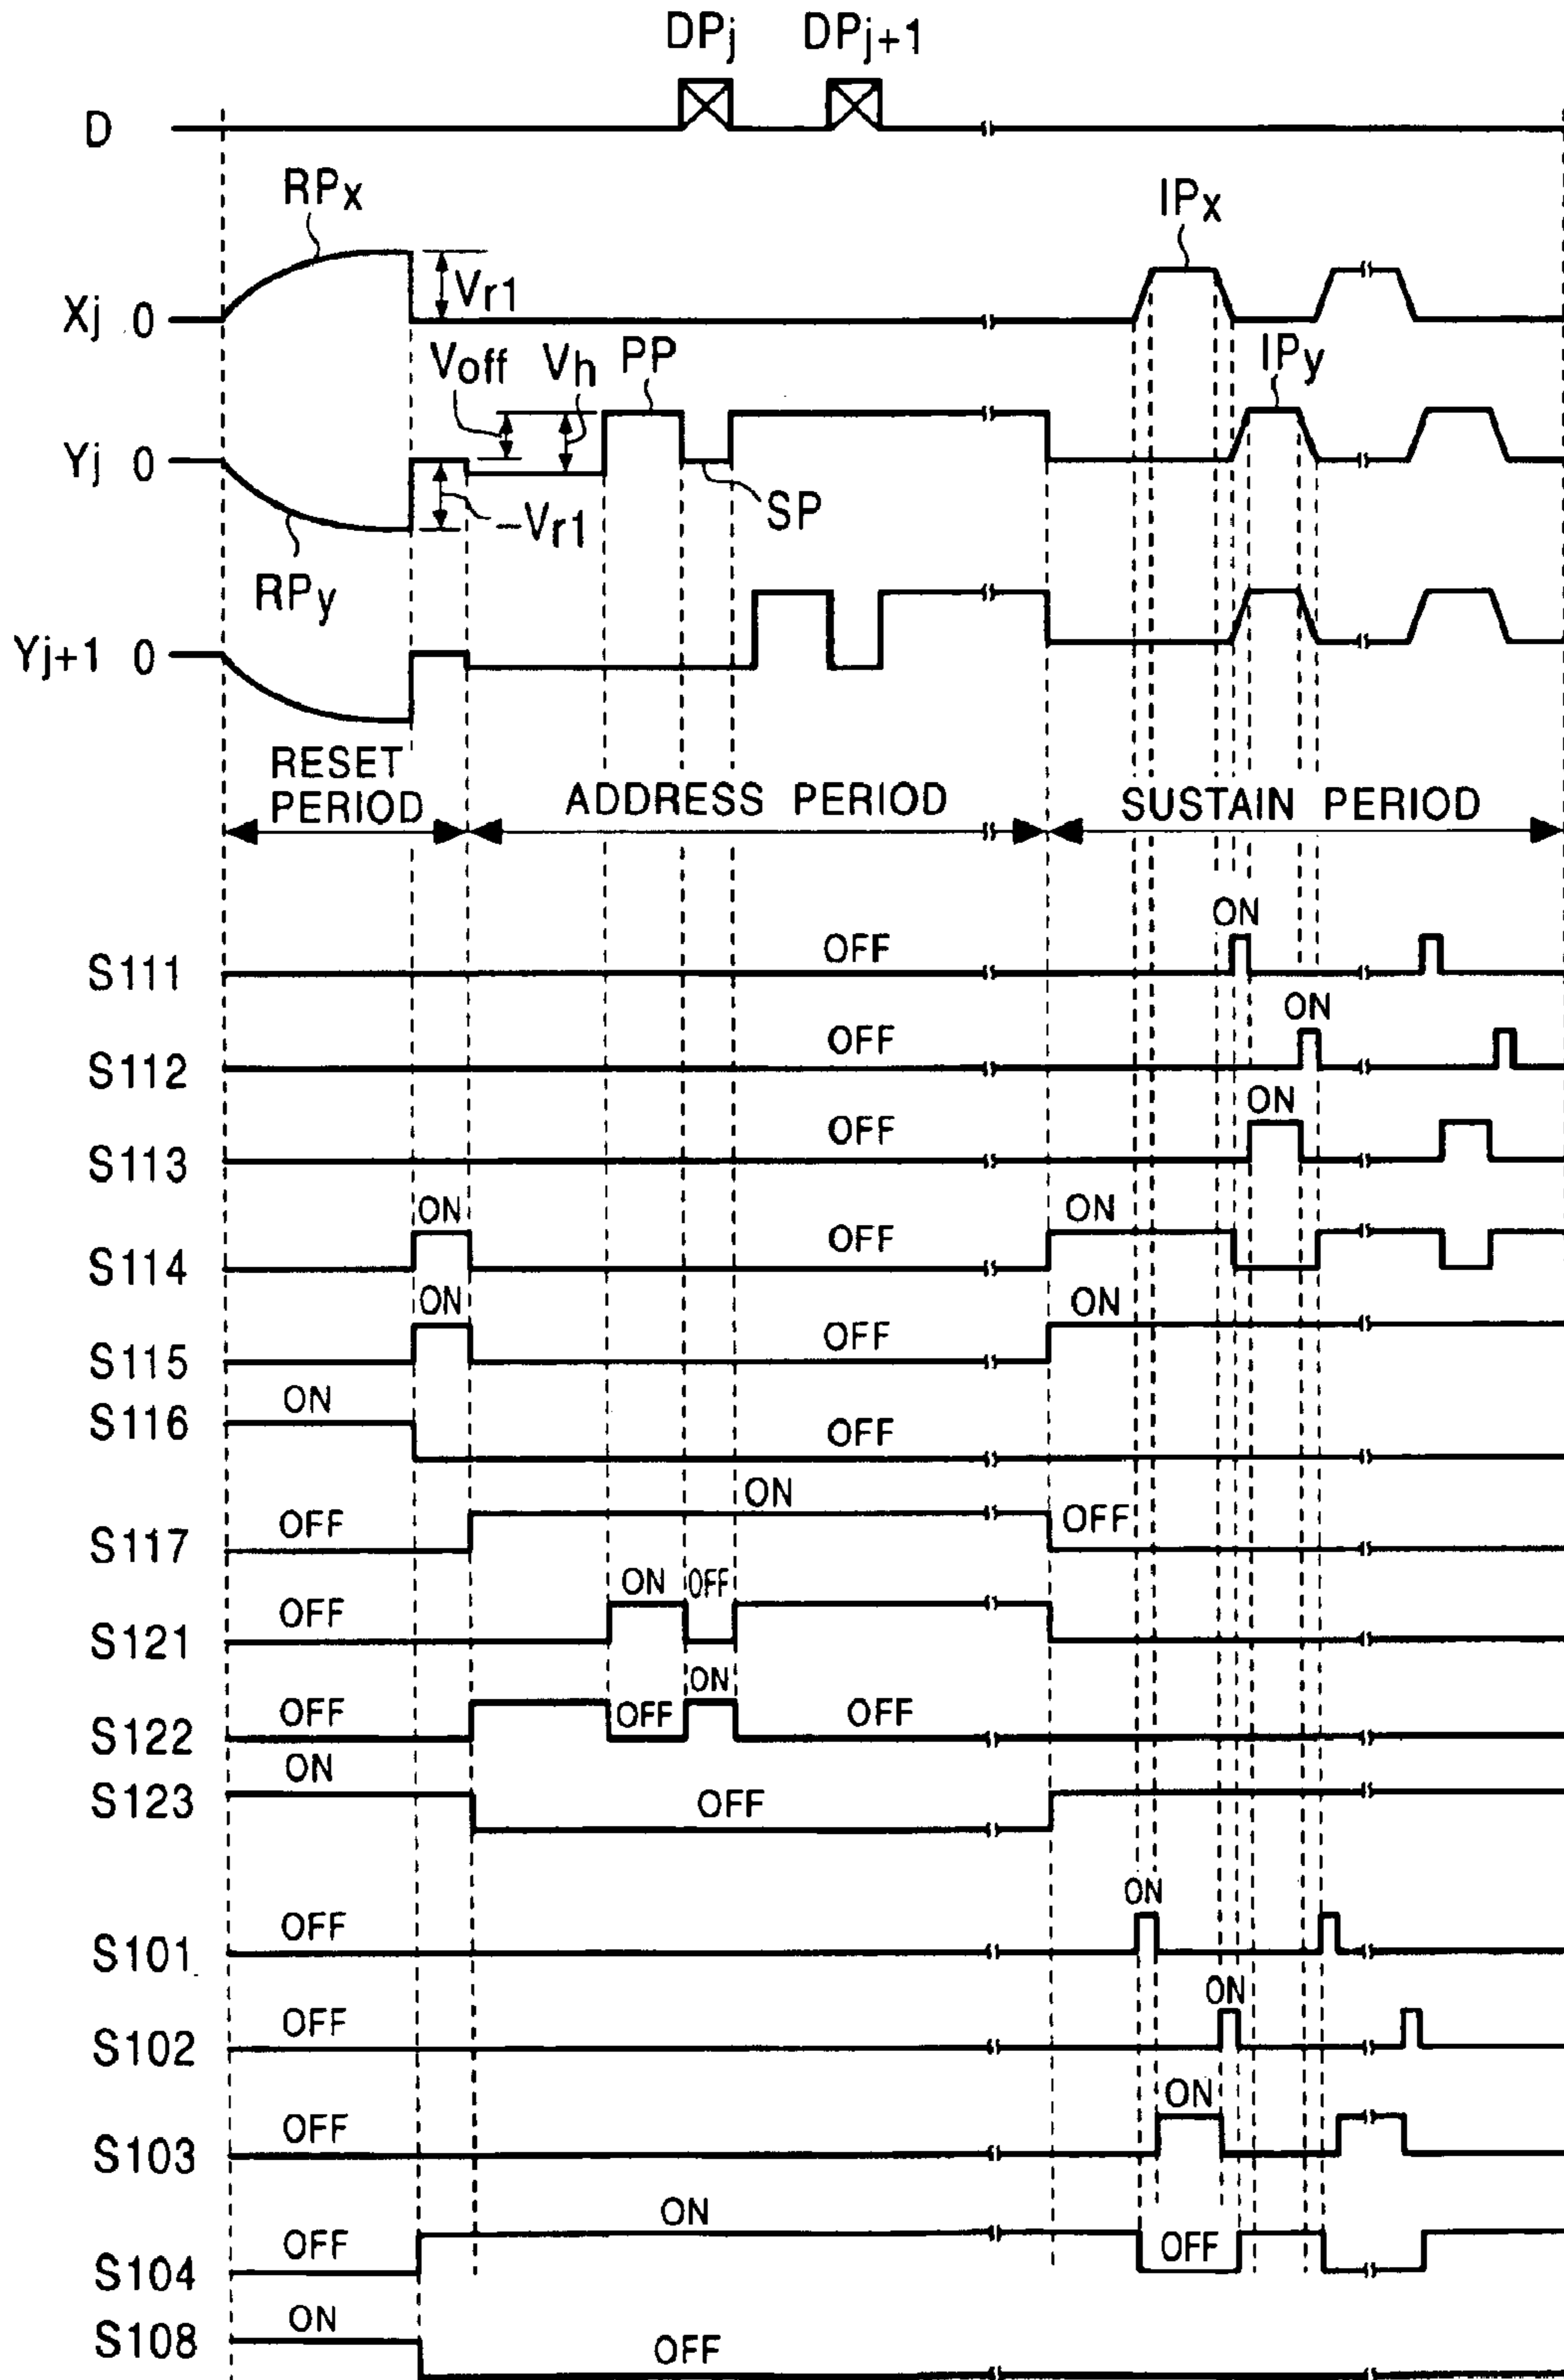 DPj DPj+1
D
RPx IPx
Xj 0 Vr1
Voff Vh PP IPy
Yj 0
SP
-Vr1
RPy
Yj+1 0
RESET PERIOD ADDRESS PERIOD SUSTAIN PERIOD
ON
S111 OFF
ON
S112 OFF
ON
S113 OFF
ON ON
S114 OFF
ON ON
S115 OFF
ON
S116 OFF
ON
S117 OFF OFF
ON OFF
S121 OFF
ON
S122 OFF OFF OFF
ON
S123 OFF
ON
S101 OFF
ON
S102 OFF
ON
S103 OFF
ON
S104 OFF OFF
ON
S108 OFF